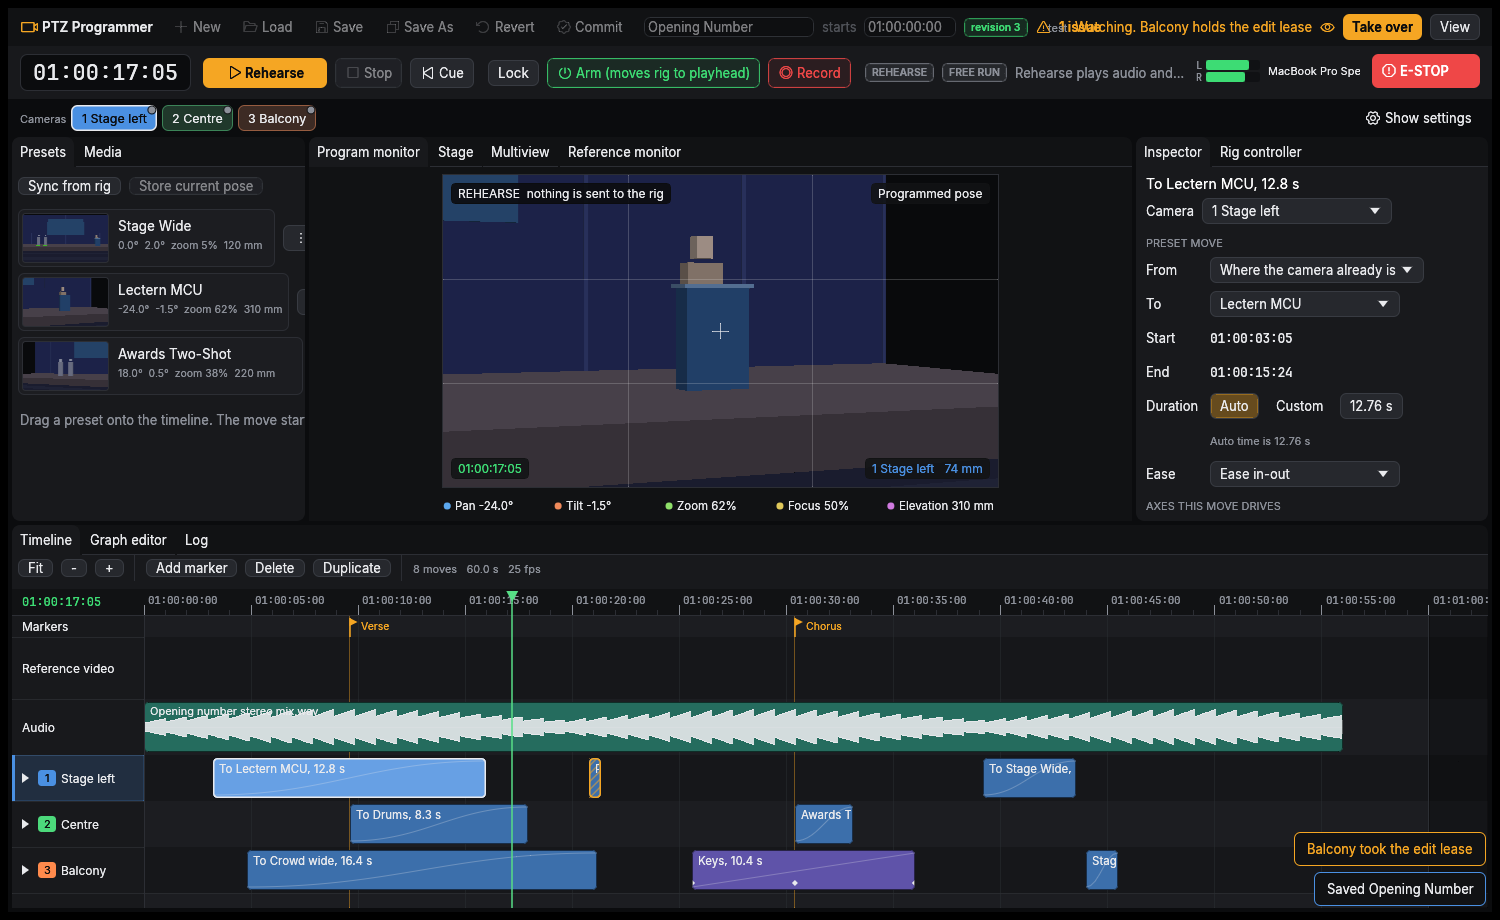 PTZ Programmer New Load Save Save As Revert Commit Opening Number starts 01:00:00:00 revision 3 1 issue Watching. Balcony holds the edit lease Take over View
01:00:17:05 Rehearse Stop Cue Lock Arm (moves rig to playhead) Record REHEARSE FREE RUN Rehearse plays audio and... L R MacBook Pro Spe E-STOP
Cameras 1 Stage left 2 Centre 3 Balcony Show settings
Presets Media
Sync from rig Store current pose
Stage Wide
0.0° 2.0° zoom 5% 120 mm
Lectern MCU
-24.0° -1.5° zoom 62% 310 mm
Awards Two-Shot
18.0° 0.5° zoom 38% 220 mm
Drag a preset onto the timeline. The move star
Program monitor Stage Multiview Reference monitor
REHEARSE nothing is sent to the rig Programmed pose
01:00:17:05 1 Stage left 74 mm
Pan -24.0° Tilt -1.5° Zoom 62% Focus 50% Elevation 310 mm
Inspector Rig controller
To Lectern MCU, 12.8 s
Camera 1 Stage left
PRESET MOVE
From Where the camera already is
To Lectern MCU
Start 01:00:03:05
End 01:00:15:24
Duration Auto Custom 12.76 s
Auto time is 12.76 s
Ease Ease in-out
AXES THIS MOVE DRIVES
Timeline Graph editor Log
Fit - + Add marker Delete Duplicate 8 moves 60.0 s 25 fps
01:00:17:05 01:00:00:00 01:00:05:00 01:00:10:00 01:00:15:00 01:00:20:00 01:00:25:00 01:00:30:00 01:00:35:00 01:00:40:00 01:00:45:00 01:00:50:00 01:00:55:00 01:01:00:
Markers Verse Chorus
Reference video
Audio Opening number stereo mix.wav
1 Stage left To Lectern MCU, 12.8 s To Stage Wide,
2 Centre To Drums, 8.3 s Awards T
3 Balcony To Crowd wide, 16.4 s Keys, 10.4 s Stag
Balcony took the edit lease
Saved Opening Number